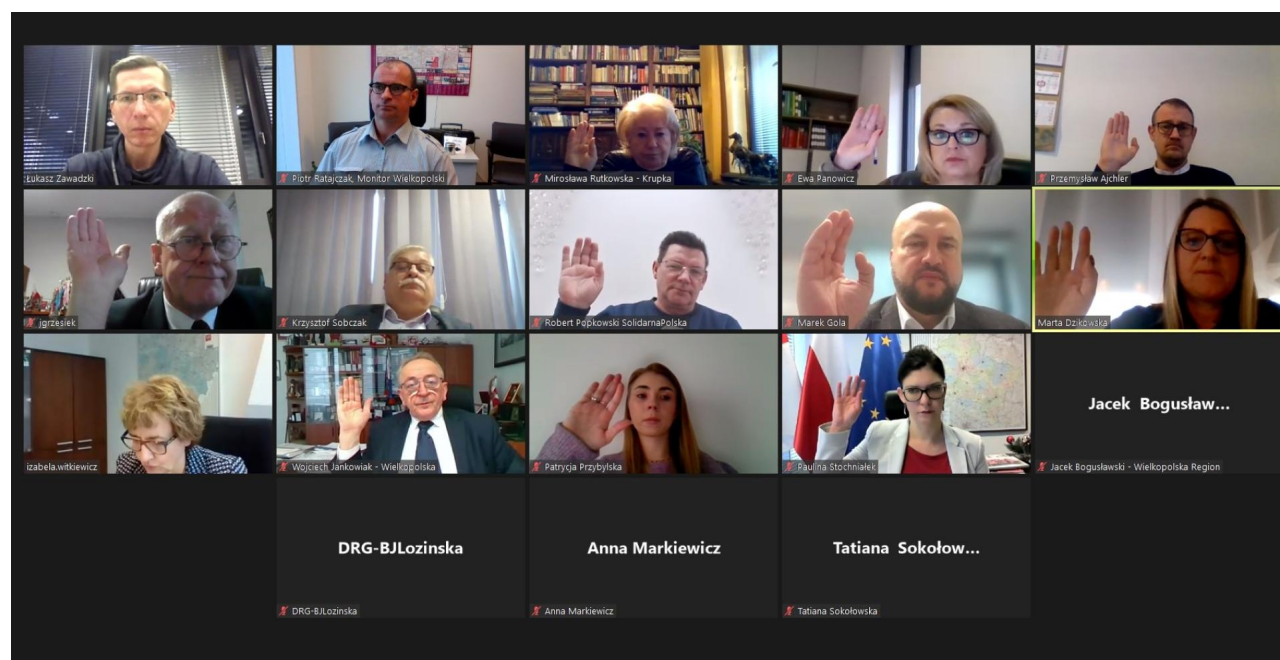 Łukasz Zawadzki
Piotr Ratajczak, Monitor Wielkopolski
Mirosława Rutkowska - Krupka
Ewa Panowicz
Przemysław Ajchler
jgrzesiek
Krzysztof Sobczak
Robert Popkowski SolidarnaPolska
Marek Gola
Marta Dzikowska
izabela.witkiewicz
Wojciech Jankowiak - Wielkopolska
Patrycja Przybylska
Paulina Stochniałek
Jacek Bogusław...
Jacek Bogusławski - Wielkopolska Region
DRG-BJLozinska
DRG-BJLozinska
Anna Markiewicz
Anna Markiewicz
Tatiana Sokołow...
Tatiana Sokołowska